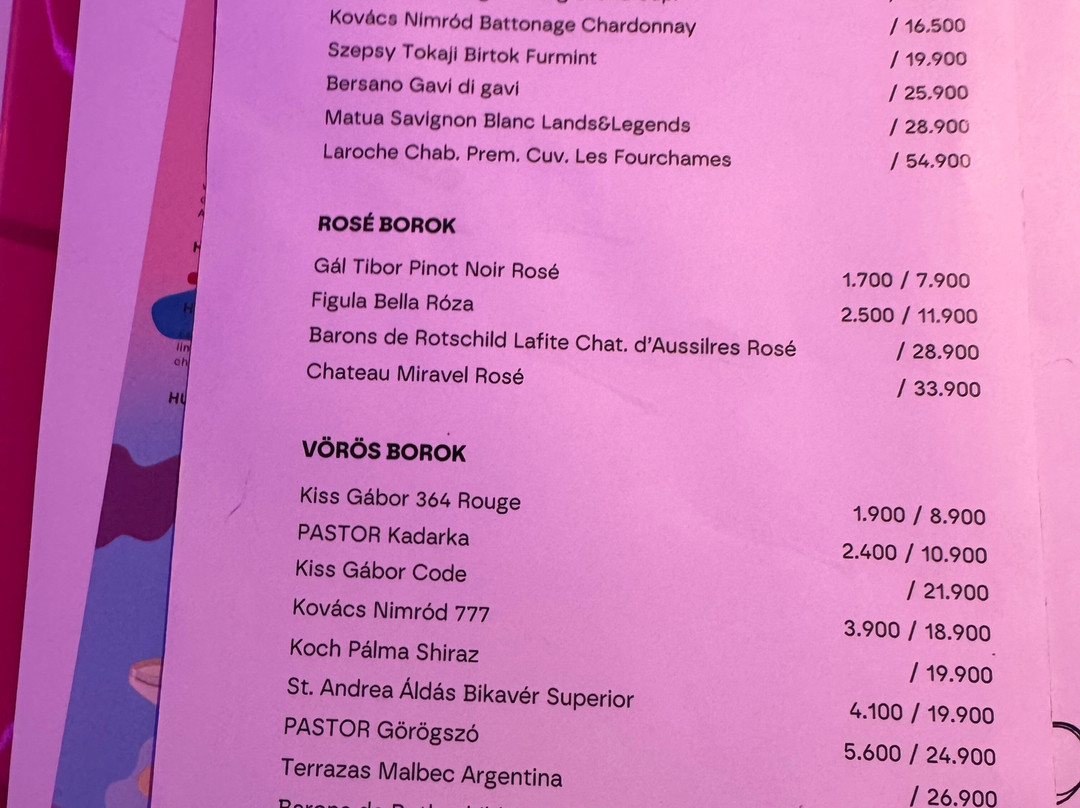 Kovács Nimród Battonage Chardonnay / 16.500
Szepsy Tokaji Birtok Furmint / 19.900
Bersano Gavi di gavi / 25.900
Matua Savignon Blanc Lands&Legends / 28.900
Laroche Chab. Prem. Cuv. Les Fourchames / 54.900
ROSÉ BOROK
Gál Tibor Pinot Noir Rosé 1.700 / 7.900
Figula Bella Róza 2.500 / 11.900
Barons de Rotschild Lafite Chat. d'Aussilres Rosé / 28.900
Chateau Miravel Rosé / 33.900
VÖRÖS BOROK
Kiss Gábor 364 Rouge 1.900 / 8.900
PASTOR Kadarka 2.400 / 10.900
Kiss Gábor Code / 21.900
Kovács Nimród 777 3.900 / 18.900
Koch Pálma Shiraz / 19.900
St. Andrea Áldás Bikavér Superior 4.100 / 19.900
PASTOR Görögszó 5.600 / 24.900
Terrazas Malbec Argentina / 26.900